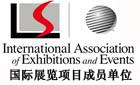 International Association
of Exhibitions and Events
国际展览项目成员单位